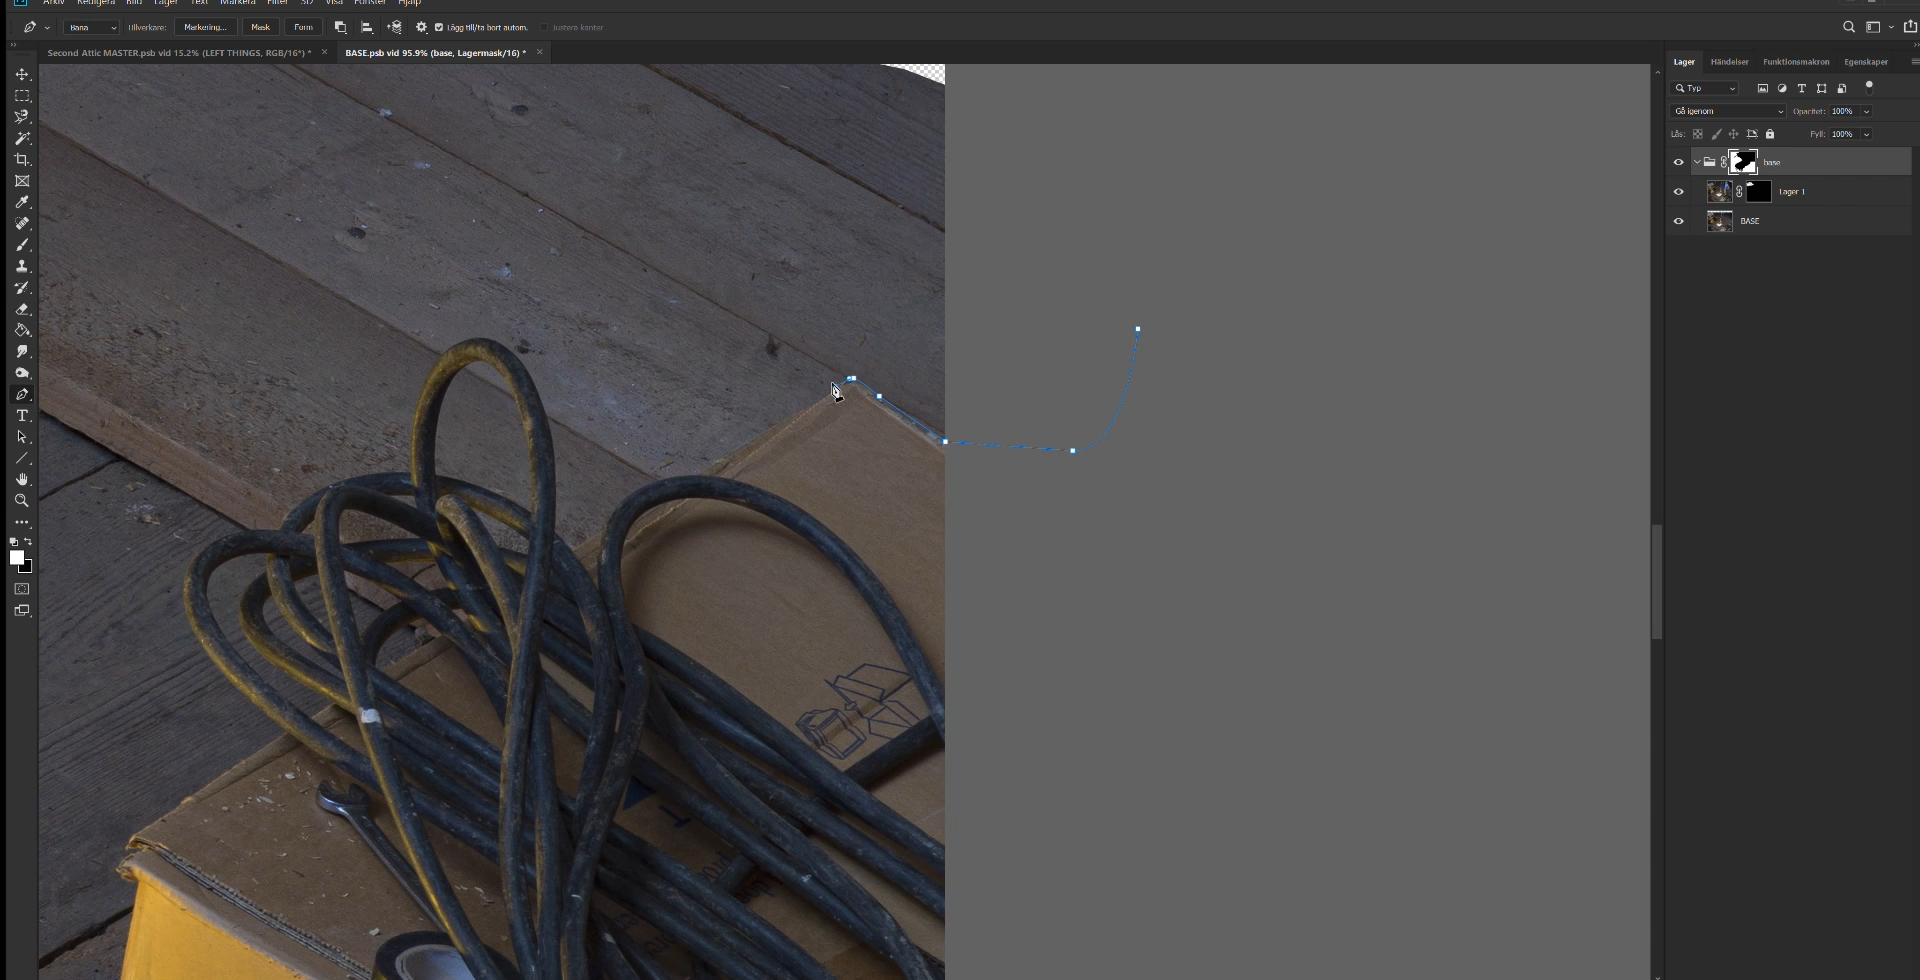 Arkiv Redigera Bild Lager Text Markera Filter 3D Visa Fönster Hjälp
Bana Tillverkare: Markering... Mask Form Lägg till/ta bort autom. Justera kanter
Second Attic MASTER.psb vid 15.2% (LEFT THINGS, RGB/16*) * BASE.psb vid 95.9% (base, Lagermask/16) *
Lager Händelser Funktionsmakron Egenskaper
Typ
Gå igenom Opacitet: 100%
Lås: Fyll: 100%
base
Lager 1
BASE